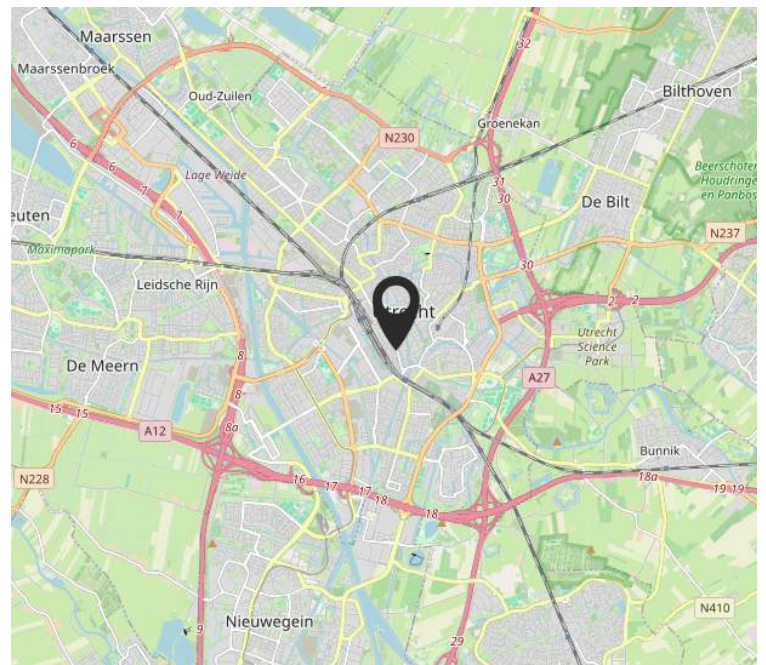 Maarssen
32
Maarssenbroek
Bilthoven
Oud-Zuilen
Groenekan
N230
6
6
Lage Weide
7
7
31
30
Beerschoten
Houdringe
en Panbos
De Bilt
euten
Maximapark
N237
30
Leidsche Rijn
2
2
Utrecht
Science
Park
De Meern
8
8
A27
15
15
A12
8a
Bunnik
N228
16
17
17
18
18
18a
19
19
9
Nieuwegein
N410
29